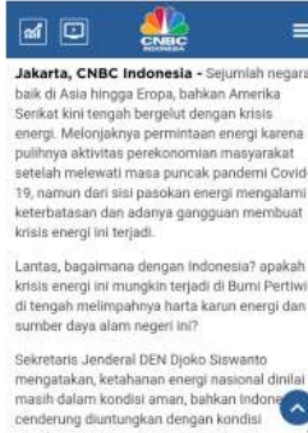 CNBC
INDONESIA
Jakarta, CNBC Indonesia - Sejumlah negara
baik di Asia hingga Eropa, bahkan Amerika
Serikat kini tengah bergelut dengan krisis
energi. Melonjaknya permintaan energi karena
pulihnya aktivitas perekonomian masyarakat
setelah melewati masa puncak pandemi Covid-
19, namun dari sisi pasokan energi mengalami
keterbatasan dan adanya gangguan membuat
krisis energi ini terjadi.
Lantas, bagaimana dengan Indonesia? apakah
krisis energi ini mungkin terjadi di Bumi Pertiwi
di tengah melimpahnya harta karun energi dan
sumber daya alam negeri ini?
Sekretaris Jenderal DEN Djoko Siswanto
mengatakan, ketahanan energi nasional dinilai
masih dalam kondisi aman, bahkan Indone
cenderung diuntungkan dengan kondisi